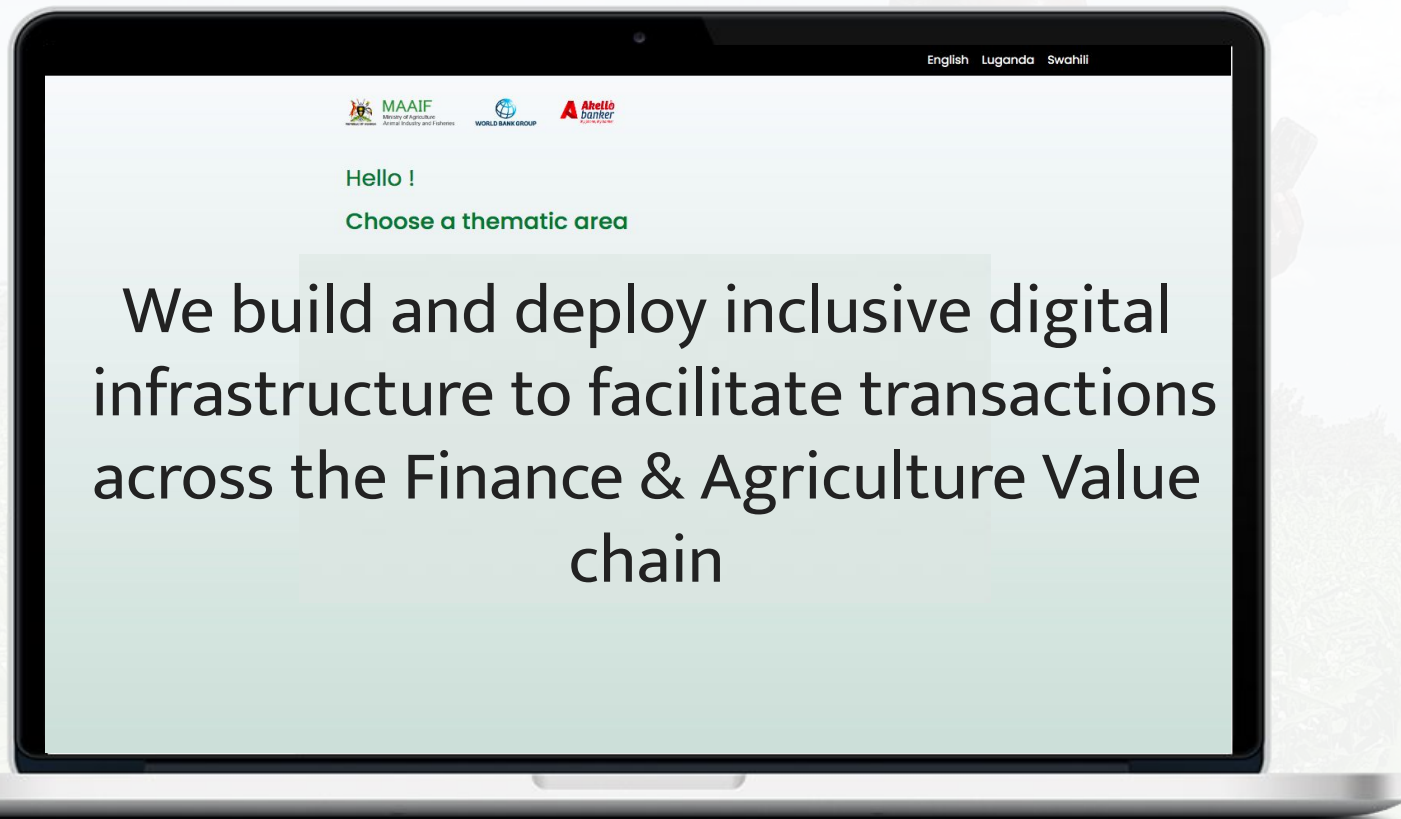 English Luganda Swahili
MAAIF
Ministry of Agriculture
Animal Industry and Fisheries
WORLD BANK GROUP
Akellò
banker
Hello !
Choose a thematic area
We build and deploy inclusive digital
infrastructure to facilitate transactions
across the Finance & Agriculture Value
chain